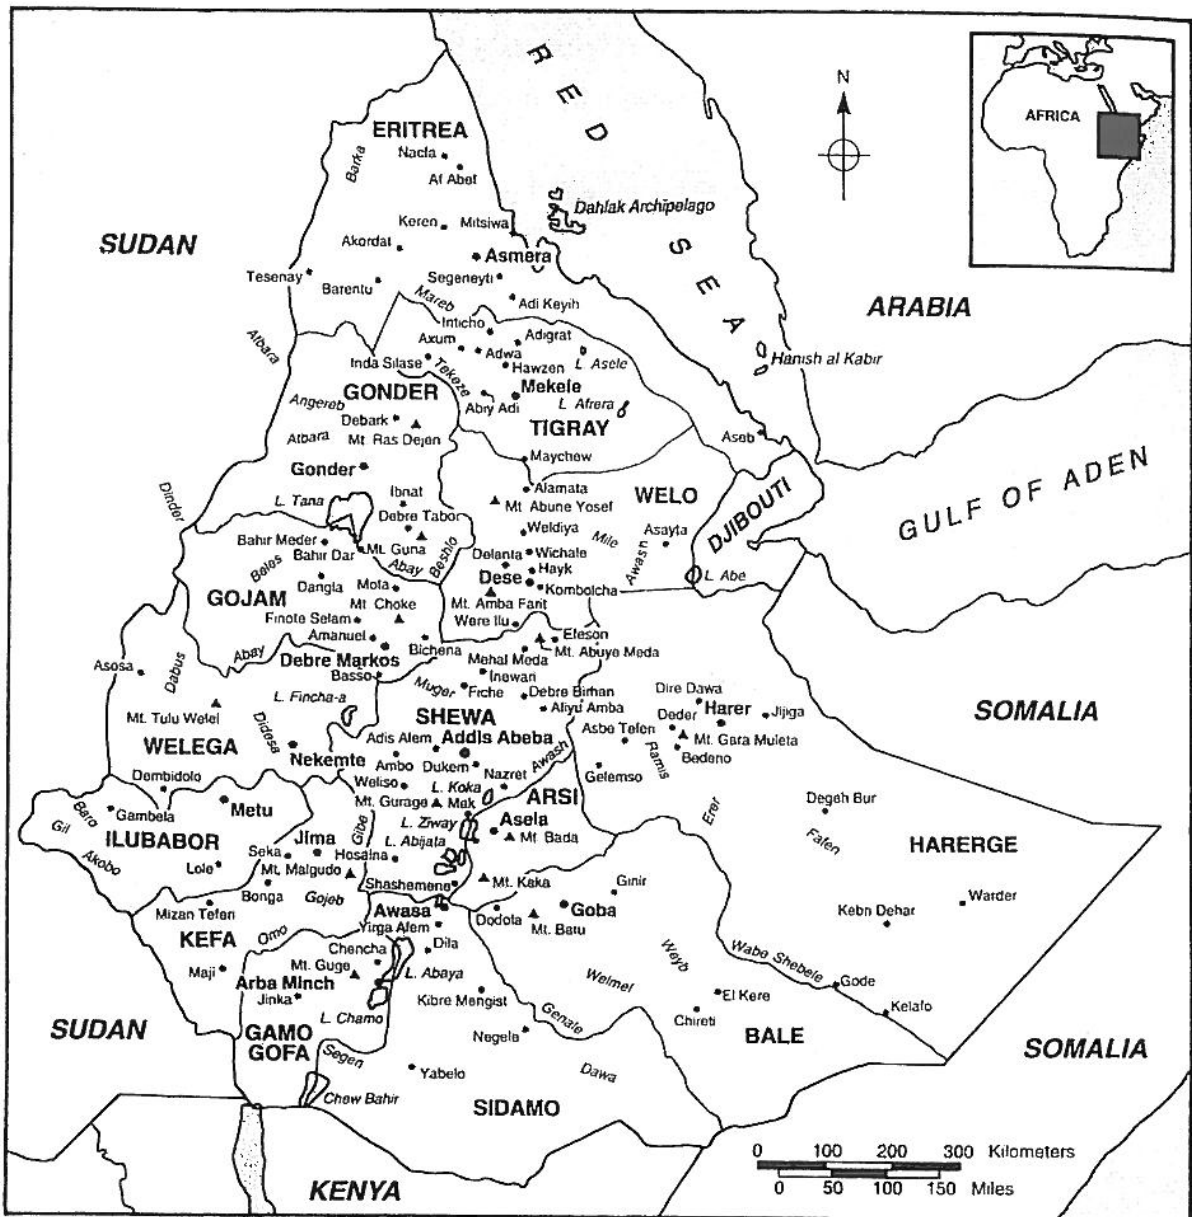 RED SEA
N
AFRICA
ERITREA
Nacfa
Af Abet
Barka
Dahlak Archipelago
Keren
Mitsiwa
SUDAN
Akordat
Asmera
Tesenay
Barentu
Segeneyti
Mareb
Adi Keyih
ARABIA
Atbara
Inticho
Adigrat
Axum
Adwa
Inda Silase
Hawzen
L. Asele
Hanish al Kabir
Tekeze
Mekele
GONDER
Angereb
Abiy Adi
L. Afrera
Debark
Mt. Ras Dejen
Atbara
TIGRAY
Aseb
Gonder
Maychew
Dinder
L. Tana
Ibnat
Alamata
WELO
DJIBOUTI
GULF OF ADEN
Debre Tabor
Mt. Abune Yosef
Weldiya
Asayta
Bahir Meder
Mt. Guna
Mile
Bahir Dar
Abay
Beshlo
Delanta
Wichale
Awash
Beles
Hayk
L. Abe
Dangla
Mota
Dese
Kombolcha
GOJAM
Mt. Choke
Mt. Amba Farit
Finote Selam
Were Ilu
Amanuel
Bichena
Efeson
Abay
Debre Markos
Mehal Meda
Mt. Abuye Meda
Asosa
Dabus
Basso
Inewari
L. Fincha-a
Muger
Fiche
Debre Birhan
Dire Dawa
SOMALIA
Mt. Tulu Welel
SHEWA
Aliyu Amba
Harer
Jijiga
Didesa
Adis Alem
Addis Abeba
Asbe Tefen
Deder
Mt. Gara Muleta
WELEGA
Nekemte
Ambo
Dukem
Awash
Ramis
Bedeno
Dembidolo
Weliso
Nazret
Gelemso
L. Koka
Mt. Gurage
Mek
ARSI
Degeh Bur
Baro
Gambela
Metu
Gil
L. Ziway
Asela
Erer
ILUBABOR
Jima
Gibe
L. Abijata
Mt. Bada
Fafen
HARERGE
Akobo
Seka
Hosaina
Lole
Mt. Maigudo
Shashemene
Mt. Kaka
Ginir
Warder
Bonga
Gojeb
Mizan Teferi
Awasa
Dodola
Goba
Kebri Dehar
Yirga Alem
Mt. Batu
KEFA
Omo
Chencha
Dila
Weyb
Wabe Shebele
Maji
Mt. Guge
L. Abaya
Welmel
Gode
Arba Minch
Jinka
Kibre Mengist
El Kere
Kelafo
L. Chamo
Genale
Chireti
SUDAN
GAMO
GOFA
Negele
BALE
SOMALIA
Segen
Yabelo
Dawa
Chew Bahir
SIDAMO
0 100 200 300 Kilometers
0 50 100 150 Miles
KENYA